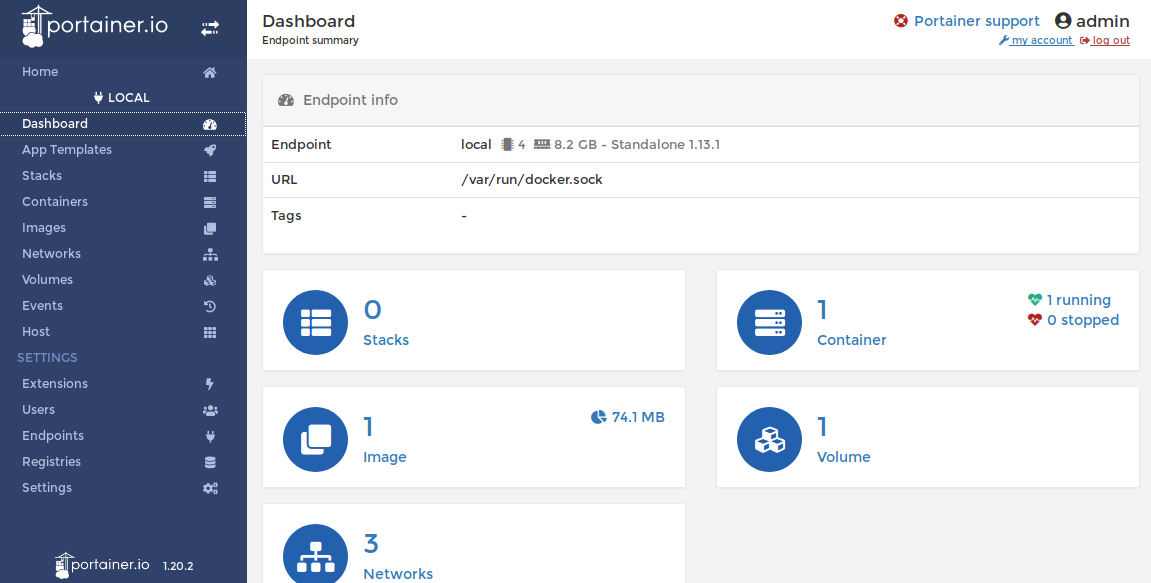 portainer.io
Home
LOCAL
Dashboard
App Templates
Stacks
Containers
Images
Networks
Volumes
Events
Host
SETTINGS
Extensions
Users
Endpoints
Registries
Settings
portainer.io 1.20.2
Dashboard
Endpoint summary
Portainer support admin
my account log out
Endpoint info
Endpoint local 4 8.2 GB - Standalone 1.13.1
URL /var/run/docker.sock
Tags -
0
Stacks
1
Container
1 running
0 stopped
1
Image
74.1 MB
1
Volume
3
Networks